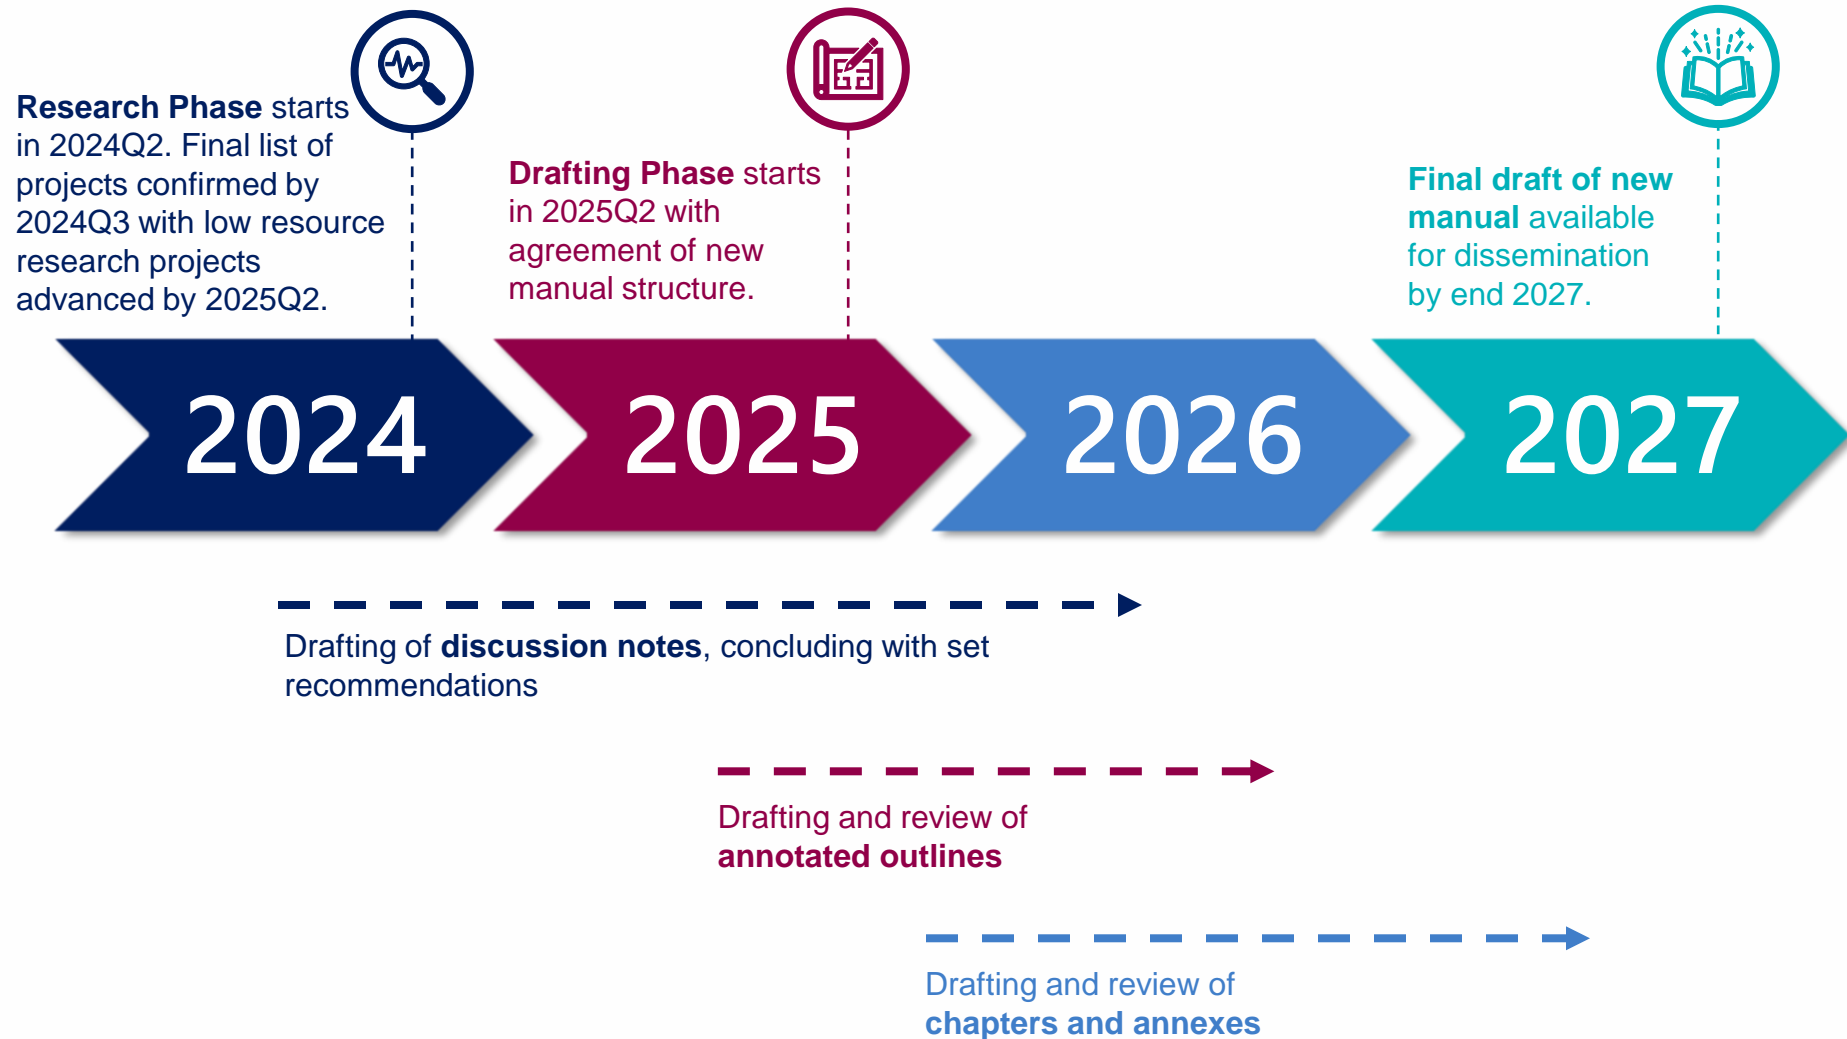 Research Phase starts
in 2024Q2. Final list of
projects confirmed by
2024Q3 with low resource
research projects
advanced by 2025Q2.
Drafting Phase starts
in 2025Q2 with
agreement of new
manual structure.
Final draft of new
manual available
for dissemination
by end 2027.
2024
2025
2026
2027
Drafting of discussion notes, concluding with set
recommendations
Drafting and review of
annotated outlines
Drafting and review of
chapters and annexes